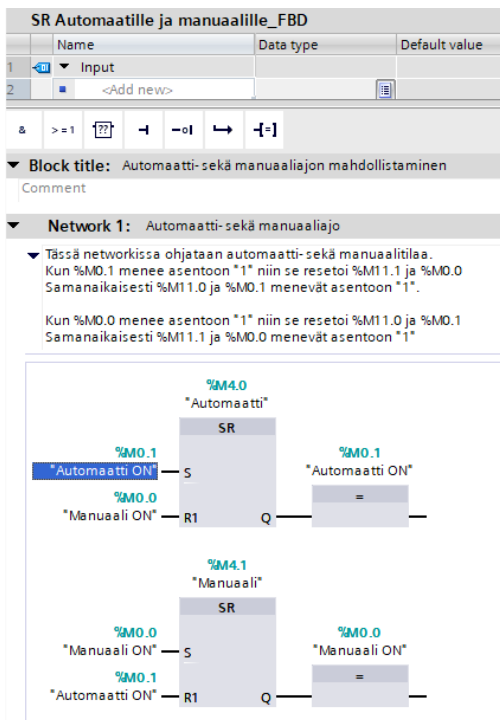 SR Automaatille ja manuaalille_FBD
Name Data type Default value
1 Input
2 <Add new>
& >=1 ??
Block title: Automaatti- sekä manuaaliajon mahdollistaminen
Comment
Network 1: Automaatti- sekä manuaaliajo
Tässä networkissa ohjataan automaatti- sekä manuaalitilaa.
Kun %M0.1 menee asentoon "1" niin se resetoi %M11.1 ja %M0.0
Samanaikaisesti %M11.0 ja %M0.1 menevät asentoon "1".
Kun %M0.0 menee asentoon "1" niin se resetoi %M11.0 ja %M0.1
Samanaikaisesti %M11.1 ja %M0.0 menevät asentoon "1"
%M4.0
"Automaatti"
SR
%M0.1 %M0.1
"Automaatti ON" S "Automaatti ON"
%M0.0 =
"Manuaali ON" R1 Q
%M4.1
"Manuaali"
SR
%M0.0 %M0.0
"Manuaali ON" S "Manuaali ON"
%M0.1 =
"Automaatti ON" R1 Q